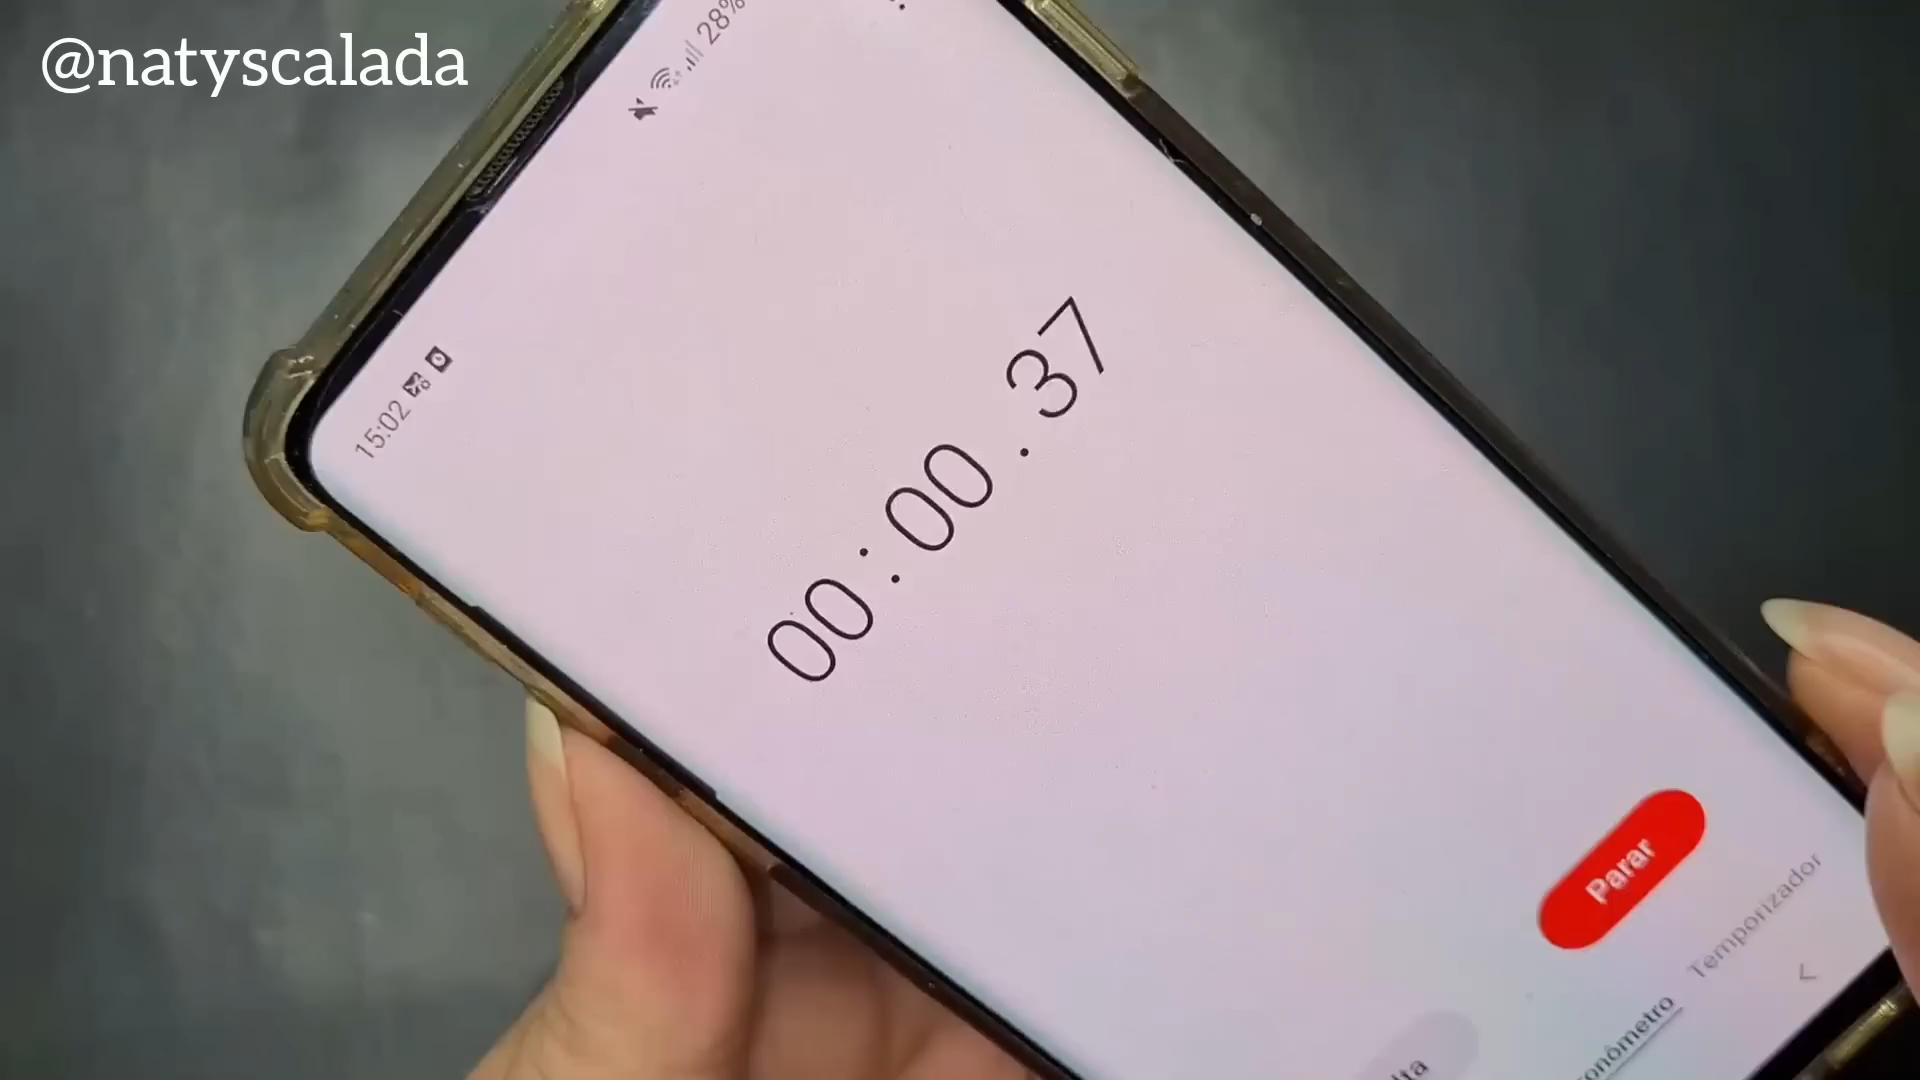 @natyscalada
28%
15:02
00:00.37
Parar
Temporizador